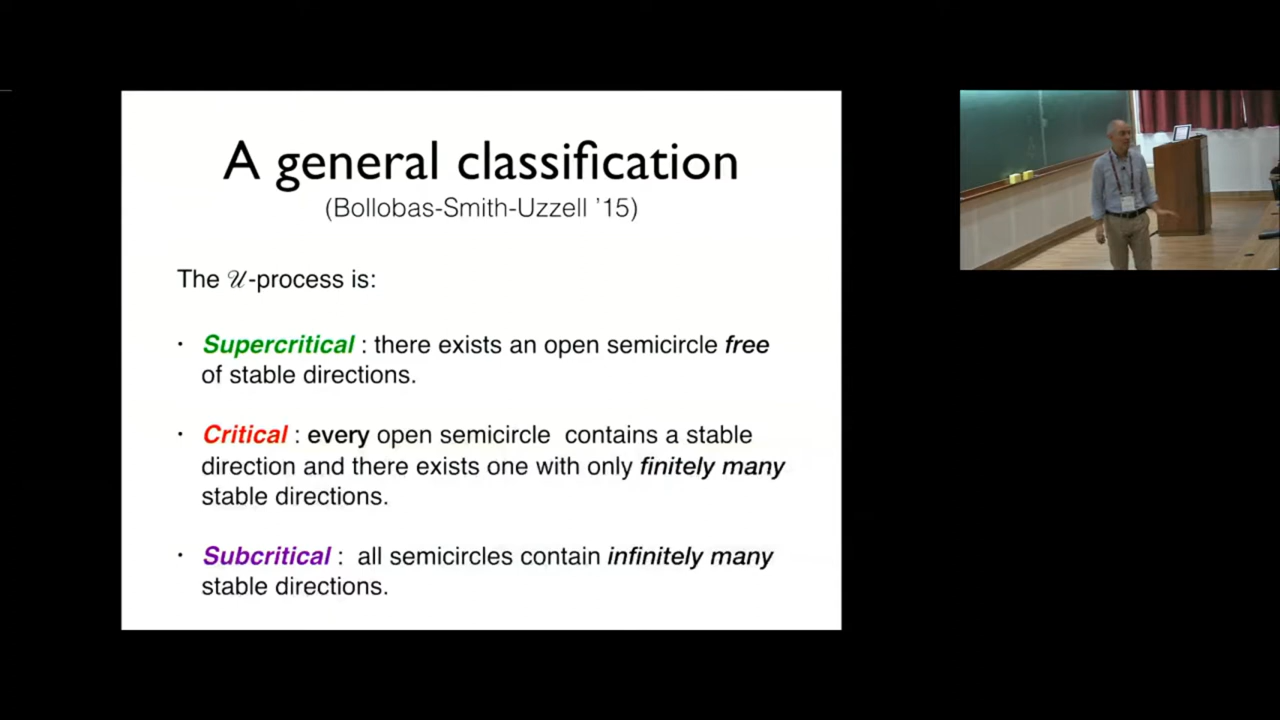 A general classification
(Bollobas-Smith-Uzzell ’15)
The 𝒰-process is:
· Supercritical : there exists an open semicircle free
of stable directions.
· Critical : every open semicircle contains a stable
direction and there exists one with only finitely many
stable directions.
· Subcritical : all semicircles contain infinitely many
stable directions.